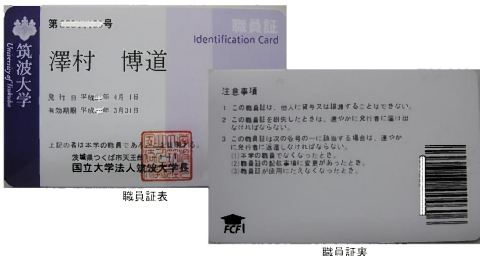 第
号
職員証
Identification Card
筑波大学
University of Tsukuba
澤村 博道
発行日 平成 年 4月 1日
有効期限 平成 年 3月31日
上記の者は本学の職員であ
茨城県つくば市天王台
国立大学法人筑波大学長
職員証表
注意事項
1 この職員証は、他人に貸与又は譲渡することはできない。
2 この職員証を紛失したときは、速やかに発行者に届け出
なければならない。
3 この職員証は次の各号の一に該当する場合は、速やか
に発行者に返還しなければならない。
(1)本学の職員でなくなったとき。
(2)職員証の記載事項に変更があったとき。
(3)職員証が使用にたえなくなったとき。
FCF
職員証裏